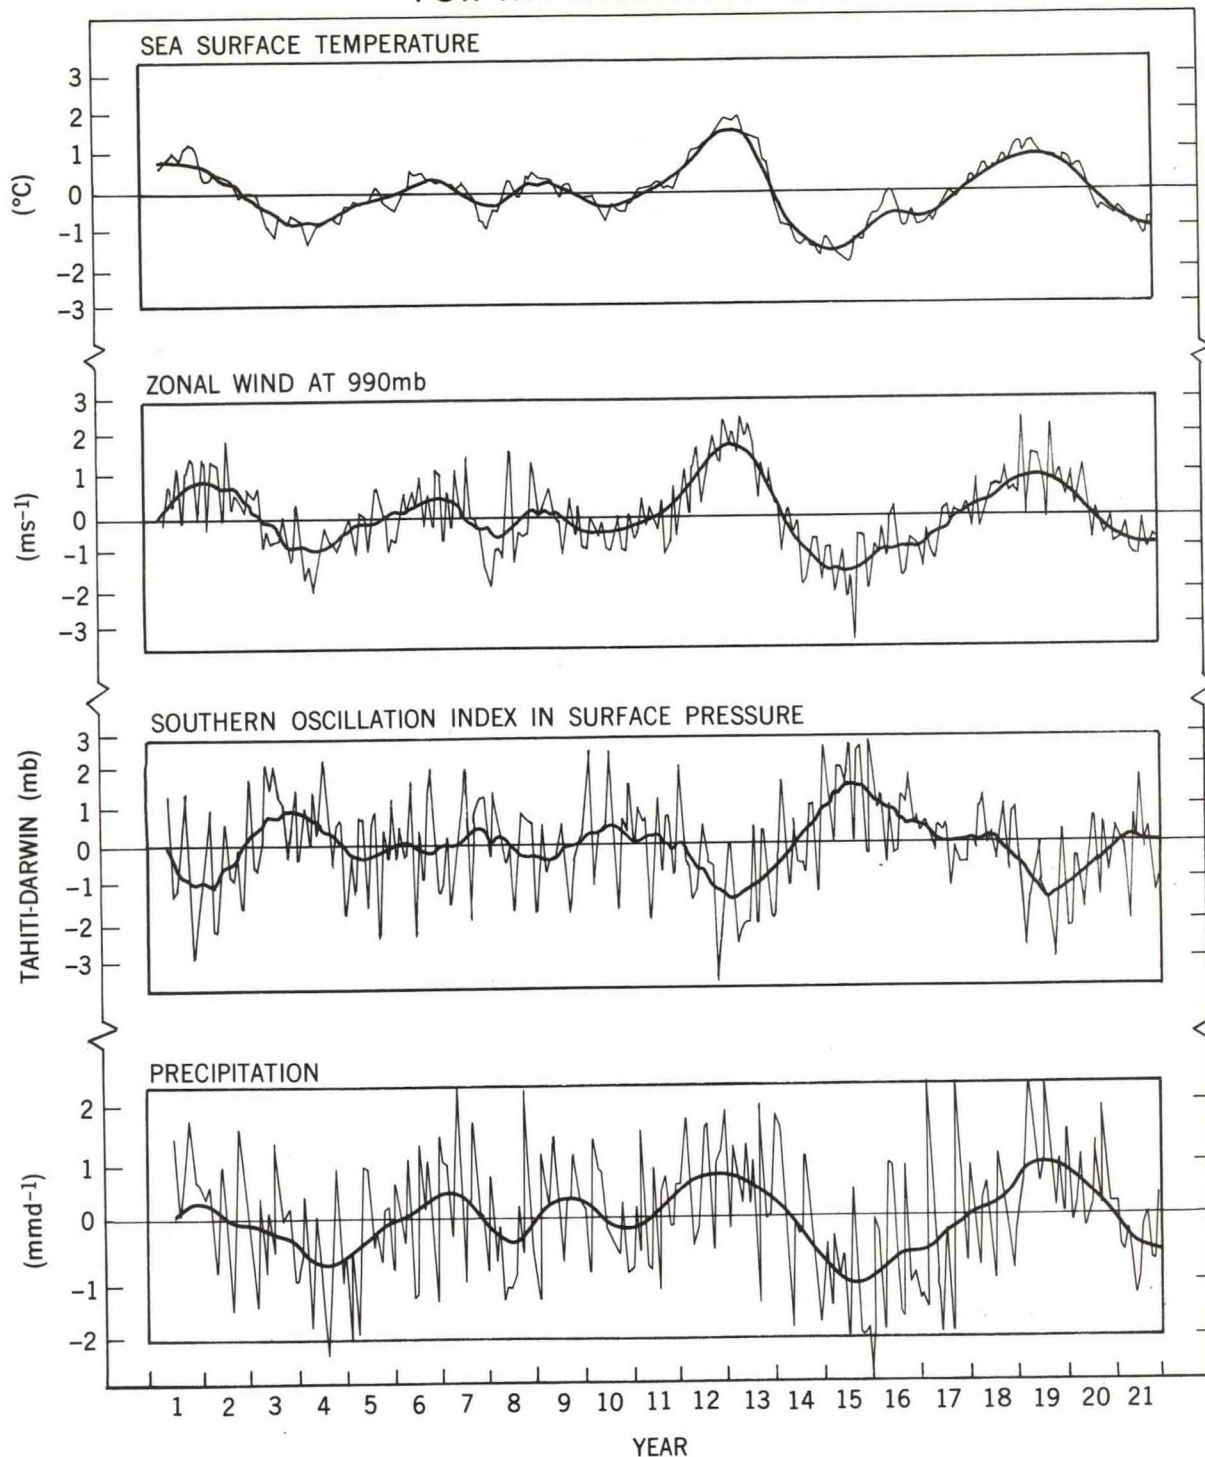 SEA SURFACE TEMPERATURE
3
2
1
0
-1
-2
-3
(°C)
ZONAL WIND AT 990mb
3
2
1
0
-1
-2
-3
(ms⁻¹)
SOUTHERN OSCILLATION INDEX IN SURFACE PRESSURE
3
2
1
0
-1
-2
-3
TAHITI-DARWIN (mb)
PRECIPITATION
2
1
0
-1
-2
(mmd⁻¹)
1 2 3 4 5 6 7 8 9 10 11 12 13 14 15 16 17 18 19 20 21
YEAR